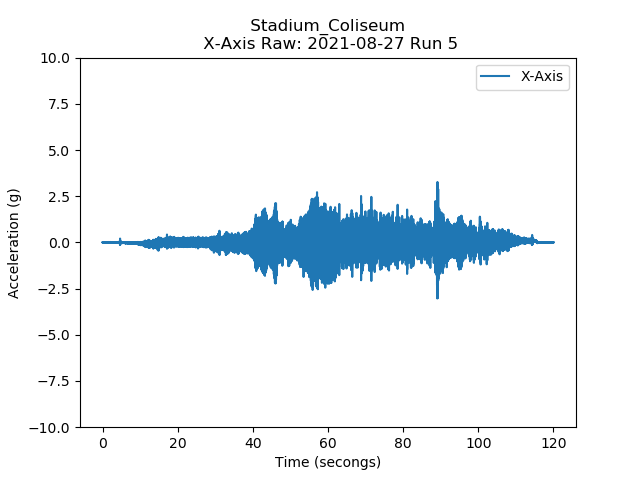 Stadium_Coliseum
X-Axis Raw: 2021-08-27 Run 5
10.0
7.5
5.0
2.5
0.0
−2.5
−5.0
−7.5
−10.0
Acceleration (g)
X-Axis
0 20 40 60 80 100 120
Time (secongs)